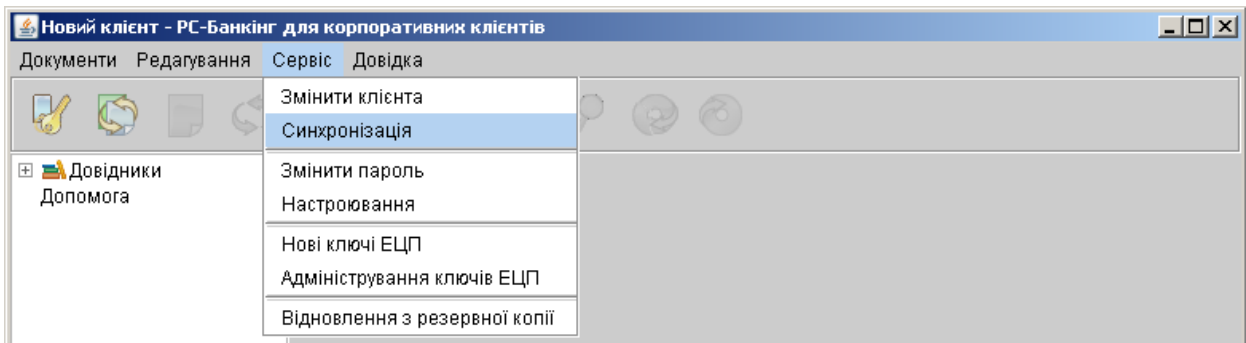 Новий клієнт - РС-Банкінг для корпоративних клієнтів
Документи Редагування Сервіс Довідка
Змінити клієнта
Синхронізація
Довідники
Допомога
Змінити пароль
Настроювання
Нові ключі ЕЦП
Адміністрування ключів ЕЦП
Відновлення з резервної копії